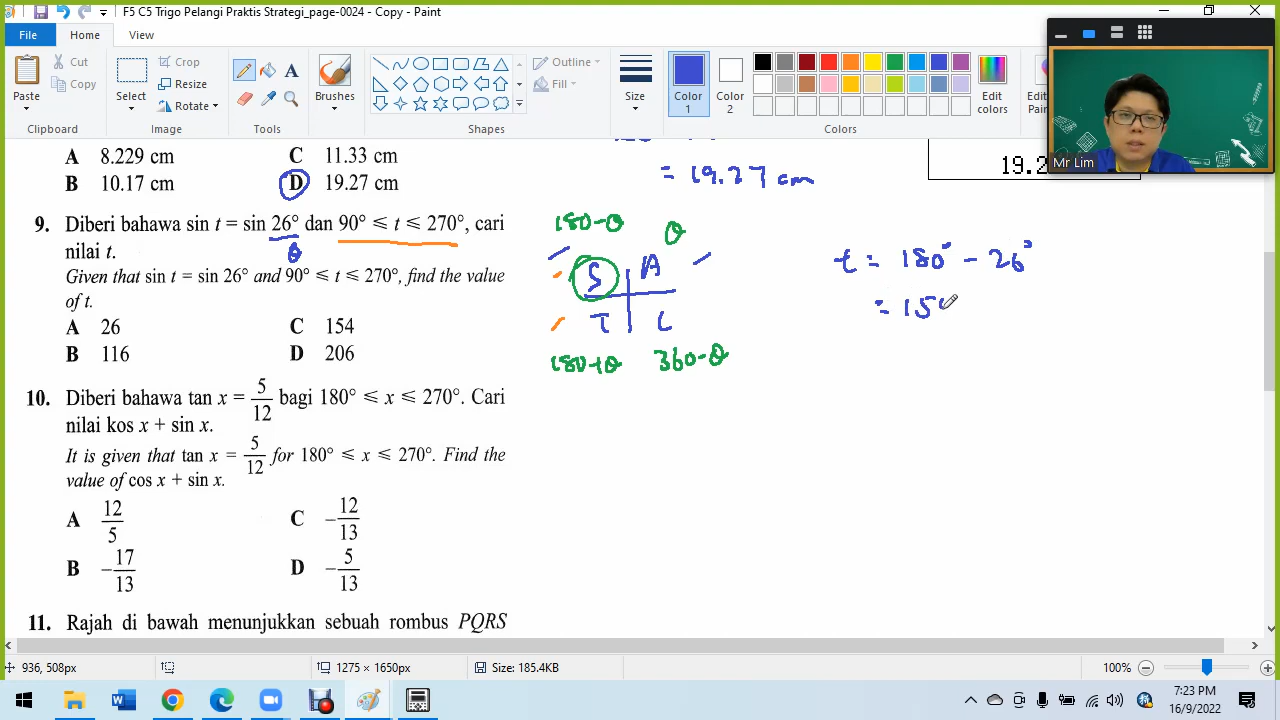 F5 C5 Trigo Pelangi Praktis Strategi_page-0024 - Copy - Paint
File Home View
Paste Cut Copy Select Crop Resize Rotate Brushes Outline Fill Size Color 1 Color 2 Edit colors
Clipboard Image Tools Shapes Colors
Mr Lim
A 8.229 cm C 11.33 cm
B 10.17 cm D 19.27 cm
= 19.27 cm
9. Diberi bahawa sin t = sin 26° dan 90° ≤ t ≤ 270°, cari
nilai t.
θ
Given that sin t = sin 26° and 90° ≤ t ≤ 270°, find the value
of t.
A 26 C 154
B 116 D 206
180-θ θ
S A
T C
180+θ 360-θ
t = 180° - 26°
= 15
10. Diberi bahawa tan x = 5/12 bagi 180° ≤ x ≤ 270°. Cari
nilai kos x + sin x.
It is given that tan x = 5/12 for 180° ≤ x ≤ 270°. Find the
value of cos x + sin x.
A 12/5 C -12/13
B -17/13 D -5/13
11. Rajah di bawah menunjukkan sebuah rombus PQRS
936, 508px 1275 × 1650px Size: 185.4KB 100%
7:23 PM
16/9/2022